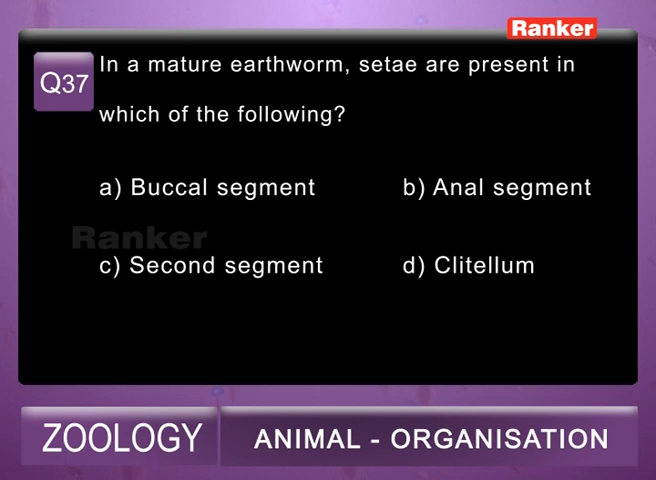 Ranker
Q37
In a mature earthworm, setae are present in
which of the following?
a) Buccal segment
b) Anal segment
Ranker
c) Second segment
d) Clitellum
ZOOLOGY
ANIMAL - ORGANISATION